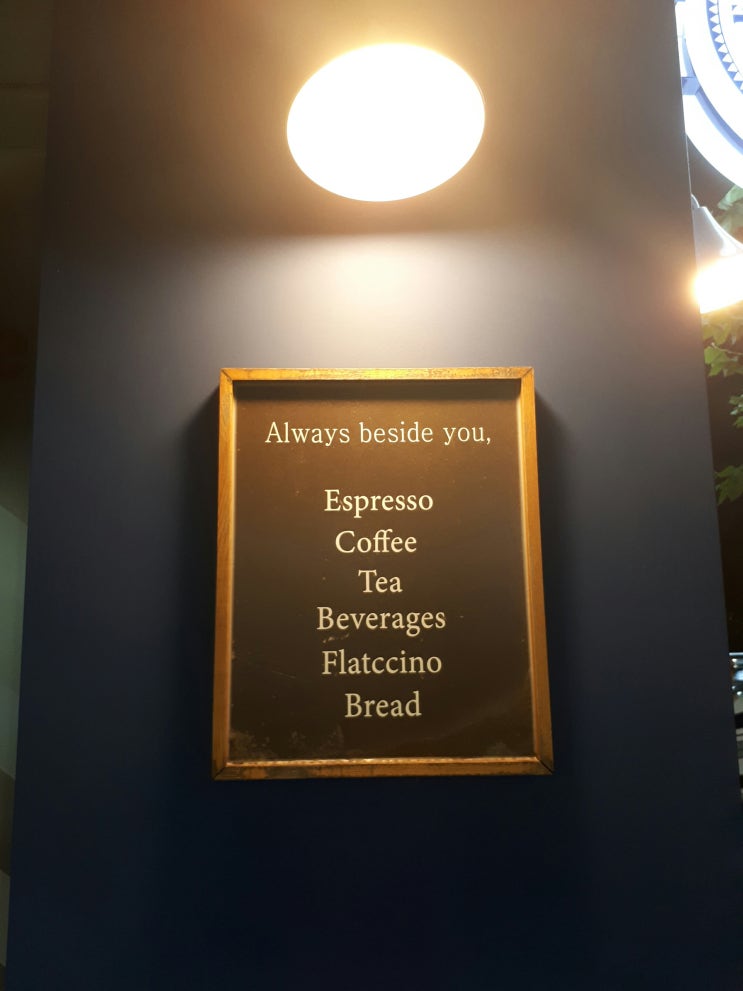 Always beside you,
Espresso
Coffee
Tea
Beverages
Flatccino
Bread